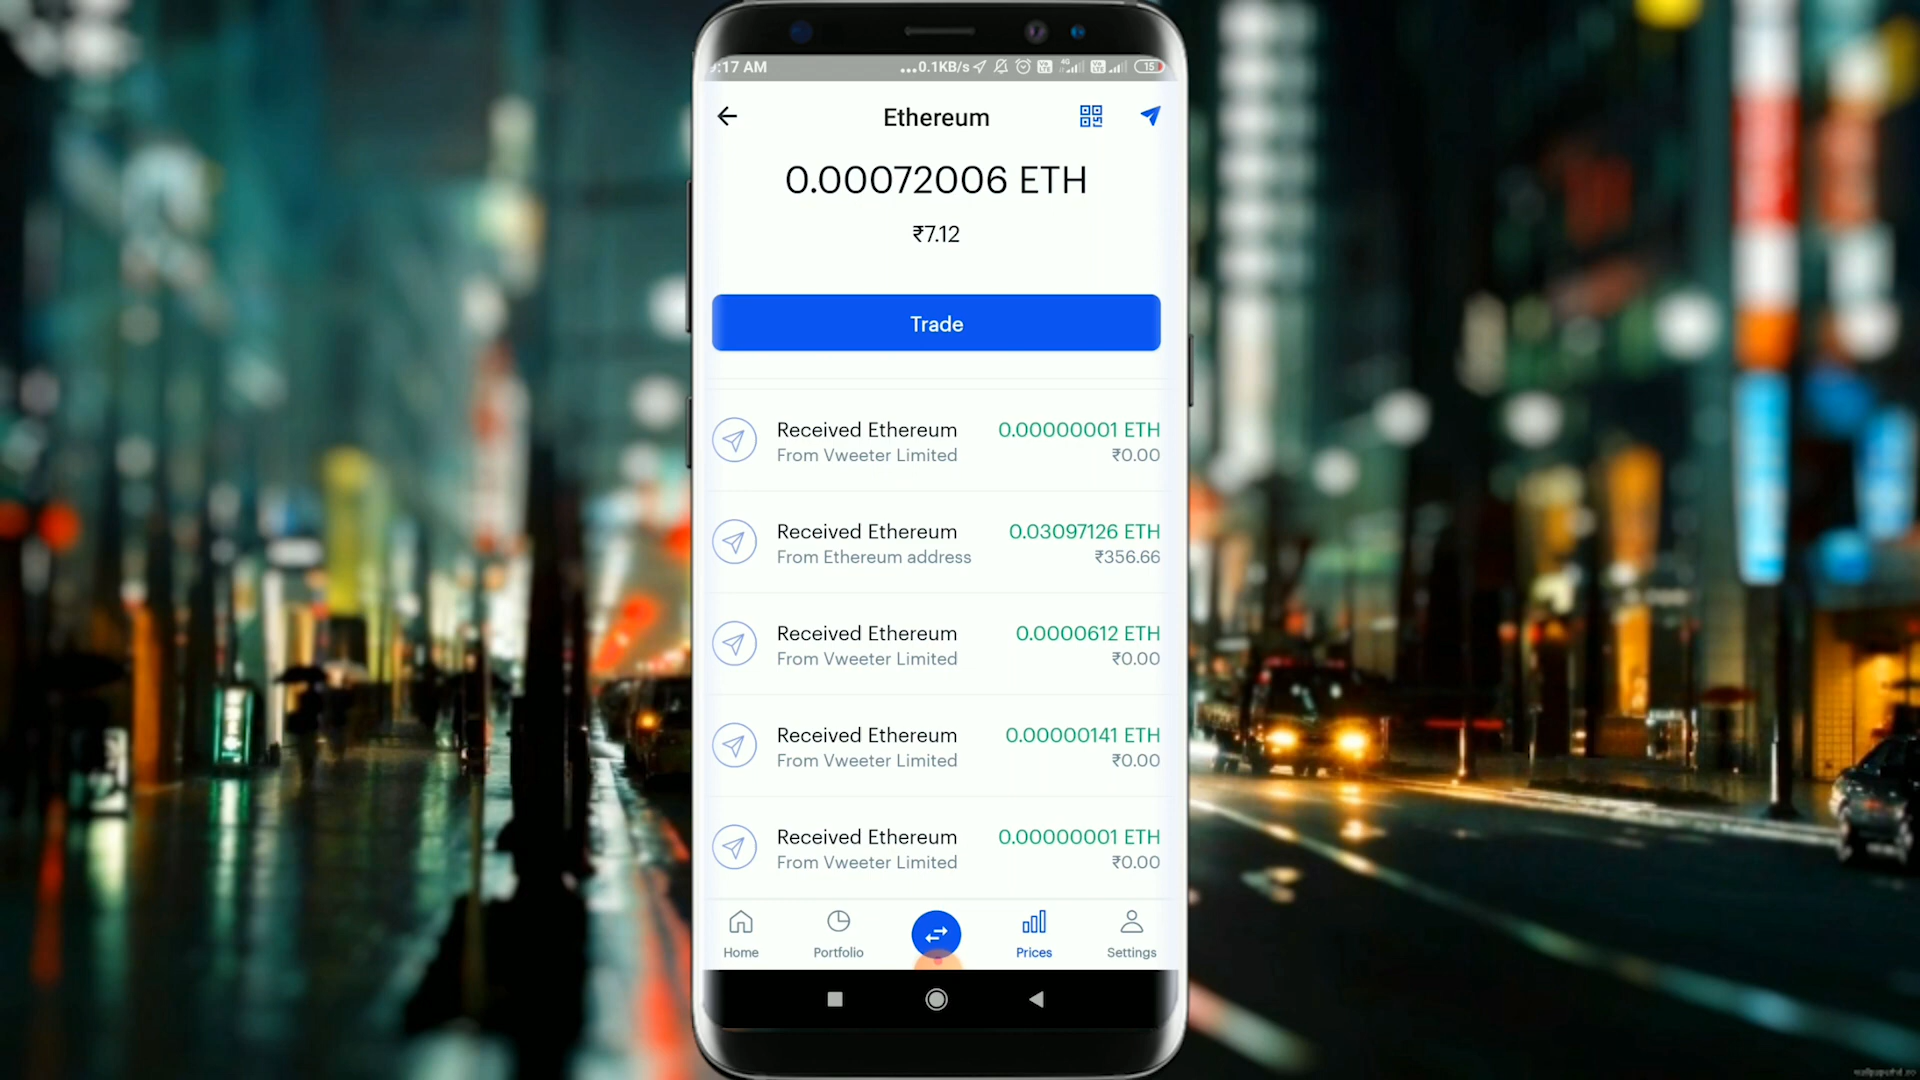 :17 AM
...0.1KB/s
4G
15
Ethereum
0.00072006 ETH
₹7.12
Trade
Received Ethereum 0.00000001 ETH
From Vweeter Limited ₹0.00
Received Ethereum 0.03097126 ETH
From Ethereum address ₹356.66
Received Ethereum 0.0000612 ETH
From Vweeter Limited ₹0.00
Received Ethereum 0.00000141 ETH
From Vweeter Limited ₹0.00
Received Ethereum 0.00000001 ETH
From Vweeter Limited ₹0.00
Home Portfolio Prices Settings